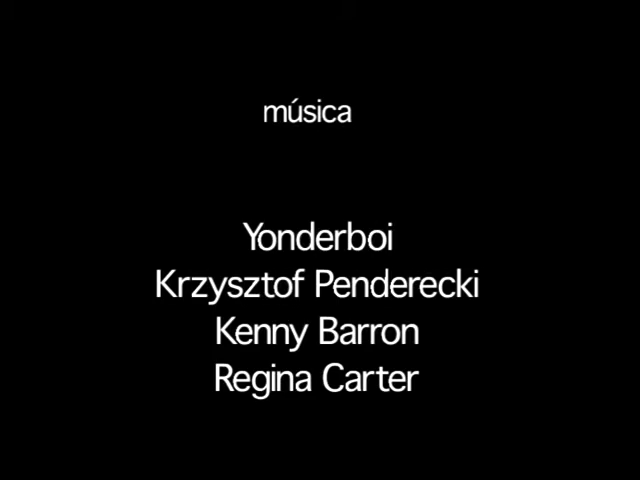 música
Yonderboi
Krzysztof Penderecki
Kenny Barron
Regina Carter